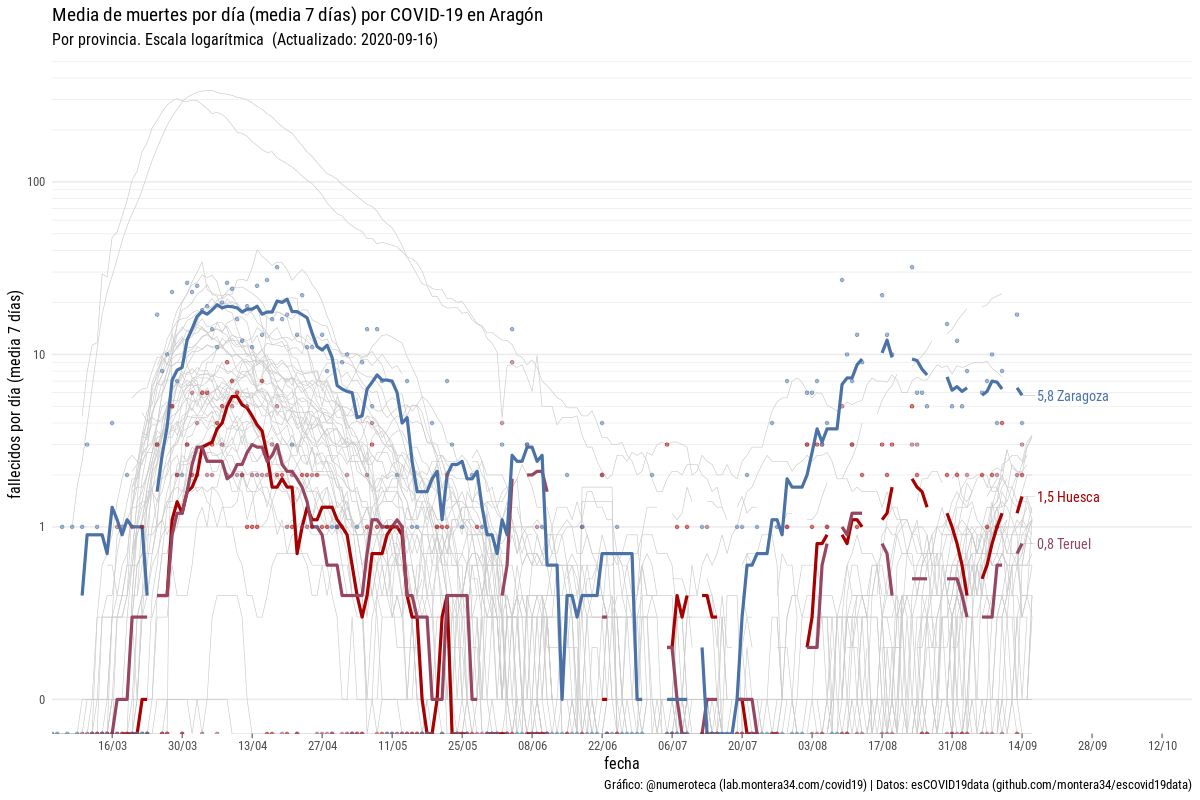 Media de muertes por día (media 7 días) por COVID-19 en Aragón
Por provincia. Escala logarítmica  (Actualizado: 2020-09-16)
fallecidos por día (media 7 días)
100
10
1
0
5,8 Zaragoza
1,5 Huesca
0,8 Teruel
16/03 30/03 13/04 27/04 11/05 25/05 08/06 22/06 06/07 20/07 03/08 17/08 31/08 14/09 28/09 12/10
fecha
Gráfico: @numeroteca (lab.montera34.com/covid19) | Datos: esCOVID19data (github.com/montera34/escovid19data)